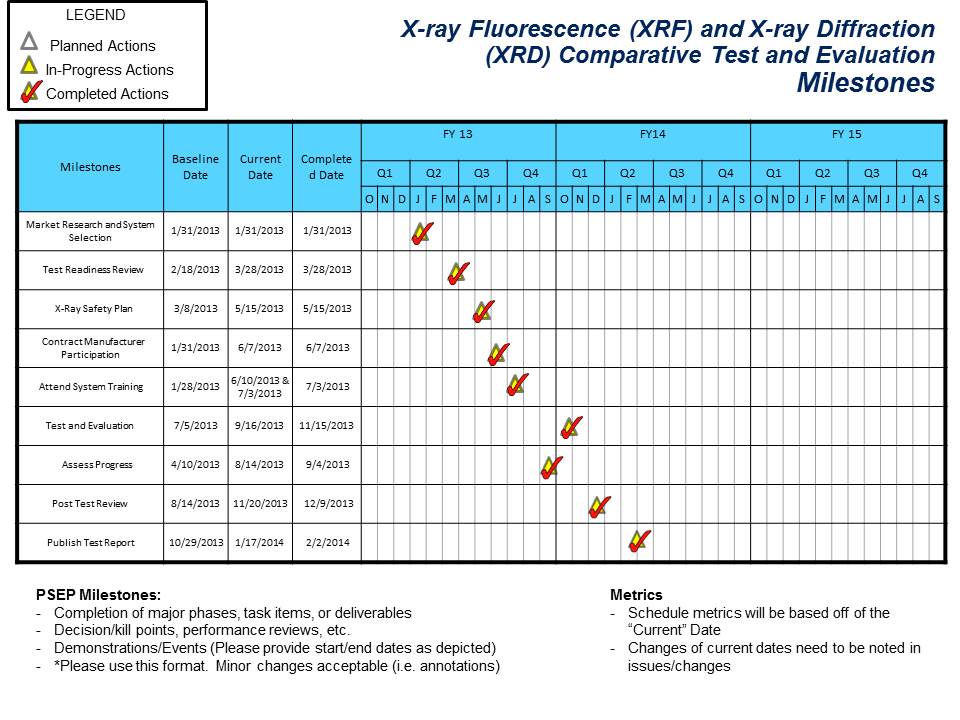 LEGEND
Planned Actions
In-Progress Actions
Completed Actions
X-ray Fluorescence (XRF) and X-ray Diffraction
(XRD) Comparative Test and Evaluation
Milestones
Milestones
Baseline
Date
Current
Date
Complete
d Date
FY 13
FY14
FY 15
Q1 Q2 Q3 Q4 Q1 Q2 Q3 Q4 Q1 Q2 Q3 Q4
O N D J F M A M J J A S O N D J F M A M J J A S O N D J F M A M J J A S
Market Research and System
Selection
1/31/2013 1/31/2013 1/31/2013
Test Readiness Review 2/18/2013 3/28/2013 3/28/2013
X-Ray Safety Plan 3/8/2013 5/15/2013 5/15/2013
Contract Manufacturer
Participation
1/31/2013 6/7/2013 6/7/2013
Attend System Training 1/28/2013
6/10/2013 &
7/3/2013
7/3/2013
Test and Evaluation 7/5/2013 9/16/2013 11/15/2013
Assess Progress 4/10/2013 8/14/2013 9/4/2013
Post Test Review 8/14/2013 11/20/2013 12/9/2013
Publish Test Report 10/29/2013 1/17/2014 2/2/2014
PSEP Milestones:
- Completion of major phases, task items, or deliverables
- Decision/kill points, performance reviews, etc.
- Demonstrations/Events (Please provide start/end dates as depicted)
- *Please use this format. Minor changes acceptable (i.e. annotations)
Metrics
- Schedule metrics will be based off of the
“Current” Date
- Changes of current dates need to be noted in
issues/changes